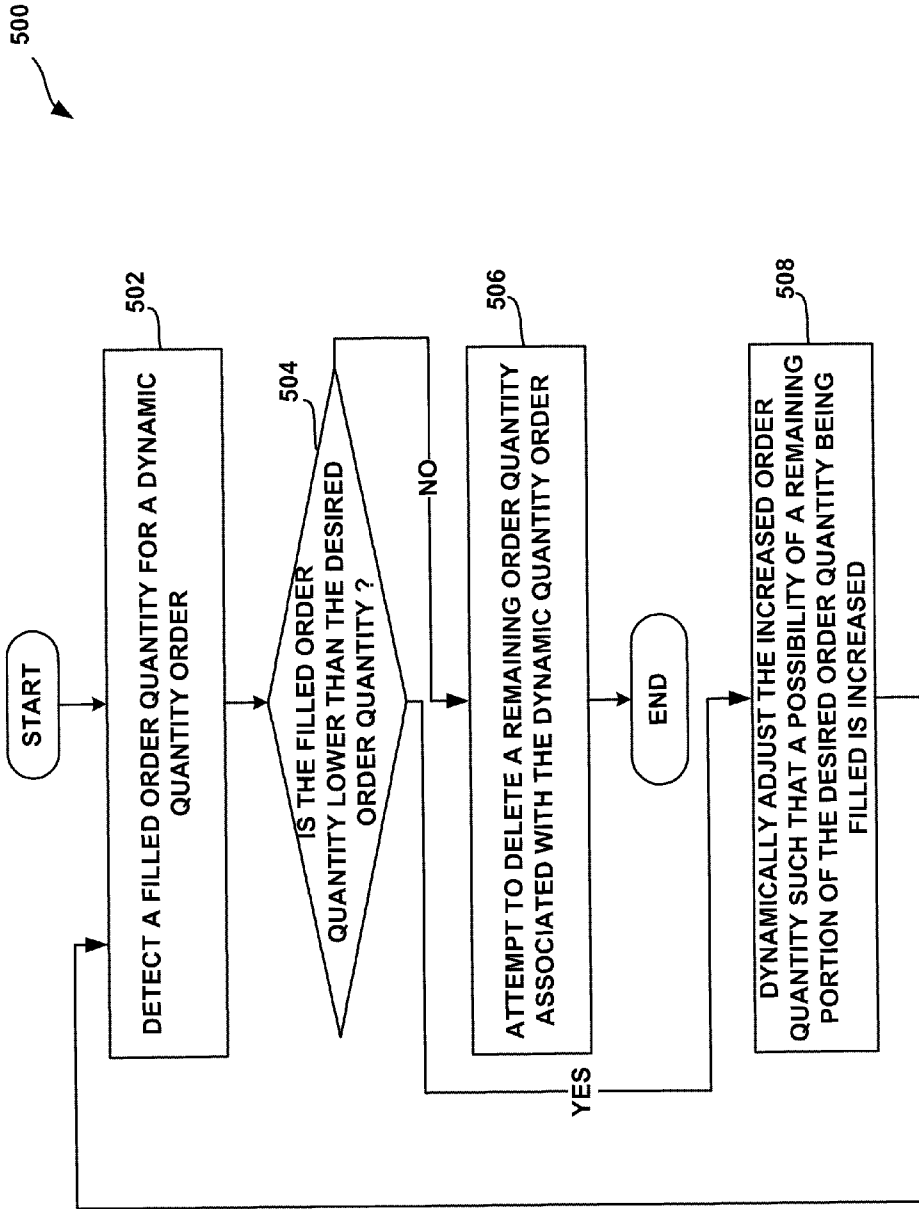 500
START
502
DETECT A FILLED ORDER QUANTITY FOR A DYNAMIC
QUANTITY ORDER
504
IS THE FILLED ORDER
QUANTITY LOWER THAN THE DESIRED
ORDER QUANTITY ?
NO
506
ATTEMPT TO DELETE A REMAINING ORDER QUANTITY
ASSOCIATED WITH THE DYNAMIC QUANTITY ORDER
END
YES
508
DYNAMICALLY ADJUST THE INCREASED ORDER
QUANTITY SUCH THAT A POSSIBILITY OF A REMAINING
PORTION OF THE DESIRED ORDER QUANTITY BEING
FILLED IS INCREASED